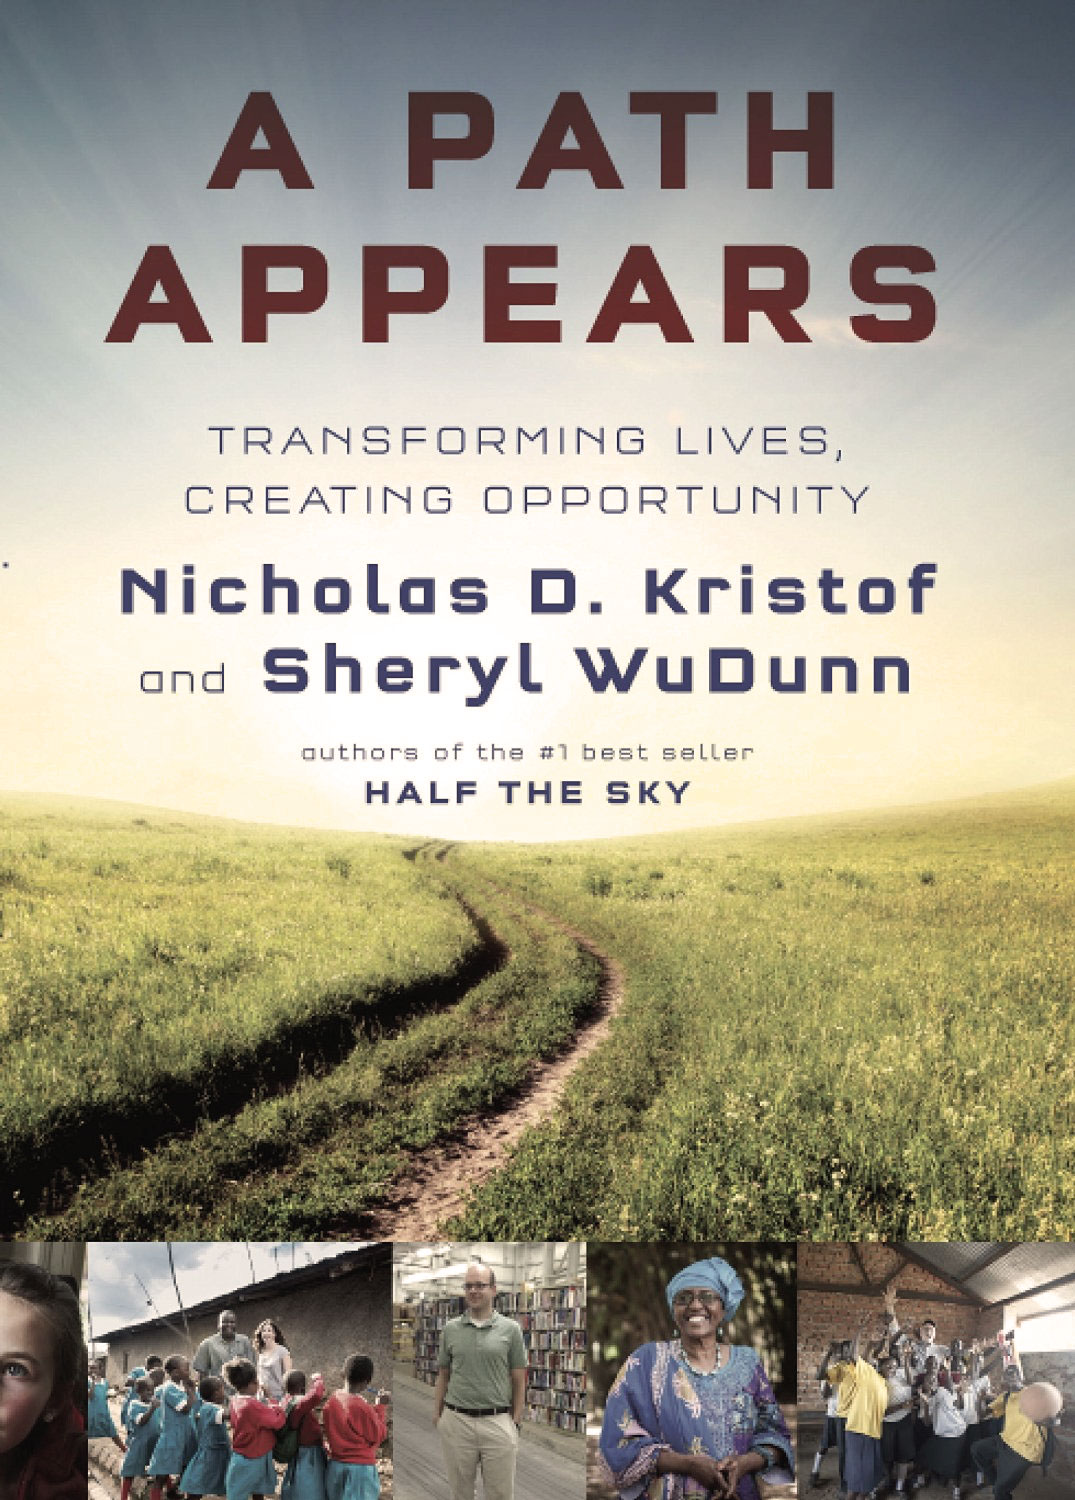 A PATH
APPEARS
TRANSFORMING LIVES,
CREATING OPPORTUNITY
Nicholas D. Kristof
and Sheryl WuDunn
authors of the #1 best seller
HALF THE SKY